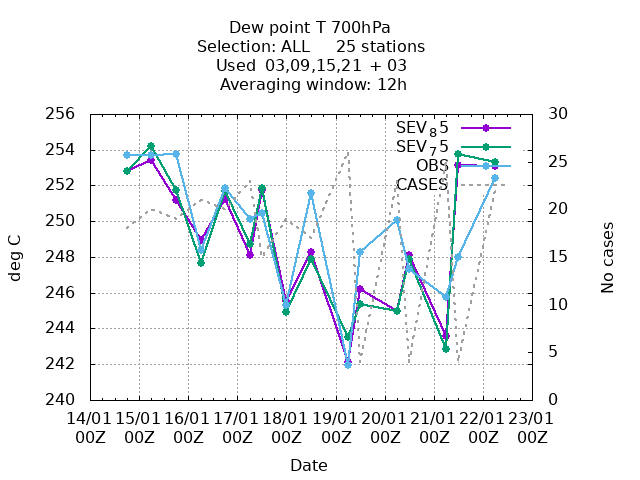 Dew point T 700hPa
Selection: ALL 25 stations
Used 03,09,15,21 + 03
Averaging window: 12h
256
254
252
250
248
246
244
242
240
30
25
20
15
10
5
0
SEV₈5
SEV₇5
OBS
CASES
deg C
No cases
14/01 15/01 16/01 17/01 18/01 19/01 20/01 21/01 22/01 23/01
00Z 00Z 00Z 00Z 00Z 00Z 00Z 00Z 00Z 00Z
Date